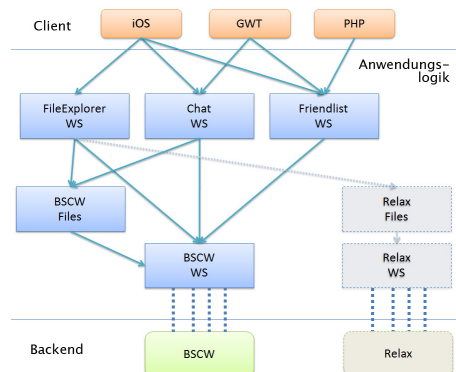 Client
iOS
GWT
PHP
Anwendungs-
logik
FileExplorer
WS
Chat
WS
Friendlist
WS
BSCW
Files
Relax
Files
BSCW
WS
Relax
WS
Backend
BSCW
Relax